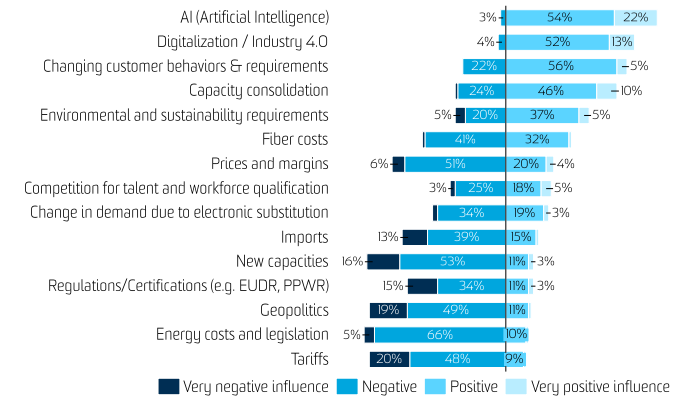 AI (Artificial Intelligence) 3% 54% 22%
Digitalization / Industry 4.0 4% 52% 13%
Changing customer behaviors & requirements 22% 56% 5%
Capacity consolidation 24% 46% 10%
Environmental and sustainability requirements 5% 20% 37% 5%
Fiber costs 41% 32%
Prices and margins 6% 51% 20% 4%
Competition for talent and workforce qualification 3% 25% 18% 5%
Change in demand due to electronic substitution 34% 19% 3%
Imports 13% 39% 15%
New capacities 16% 53% 11% 3%
Regulations/Certifications (e.g. EUDR, PPWR) 15% 34% 11% 3%
Geopolitics 19% 49% 11%
Energy costs and legislation 5% 66% 10%
Tariffs 20% 48% 9%
Very negative influence Negative Positive Very positive influence